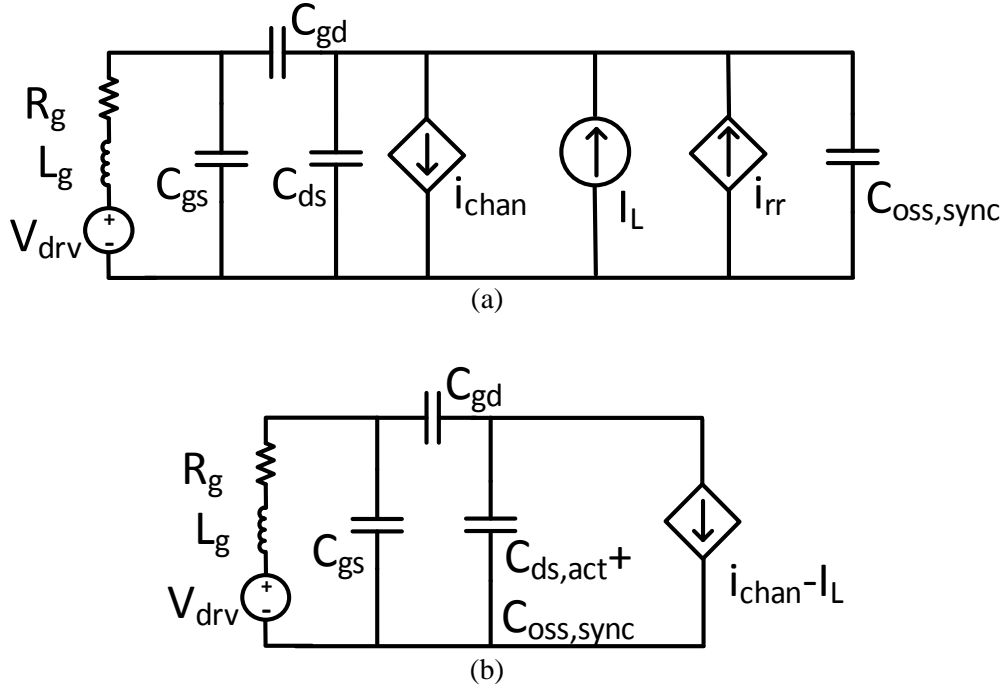 C_gd
R_g
L_g
V_drv
+
-
C_gs
C_ds
i_chan
I_L
i_rr
C_oss,sync
(a)
C_gd
R_g
L_g
V_drv
+
-
C_gs
C_ds,act+
C_oss,sync
i_chan-I_L
(b)